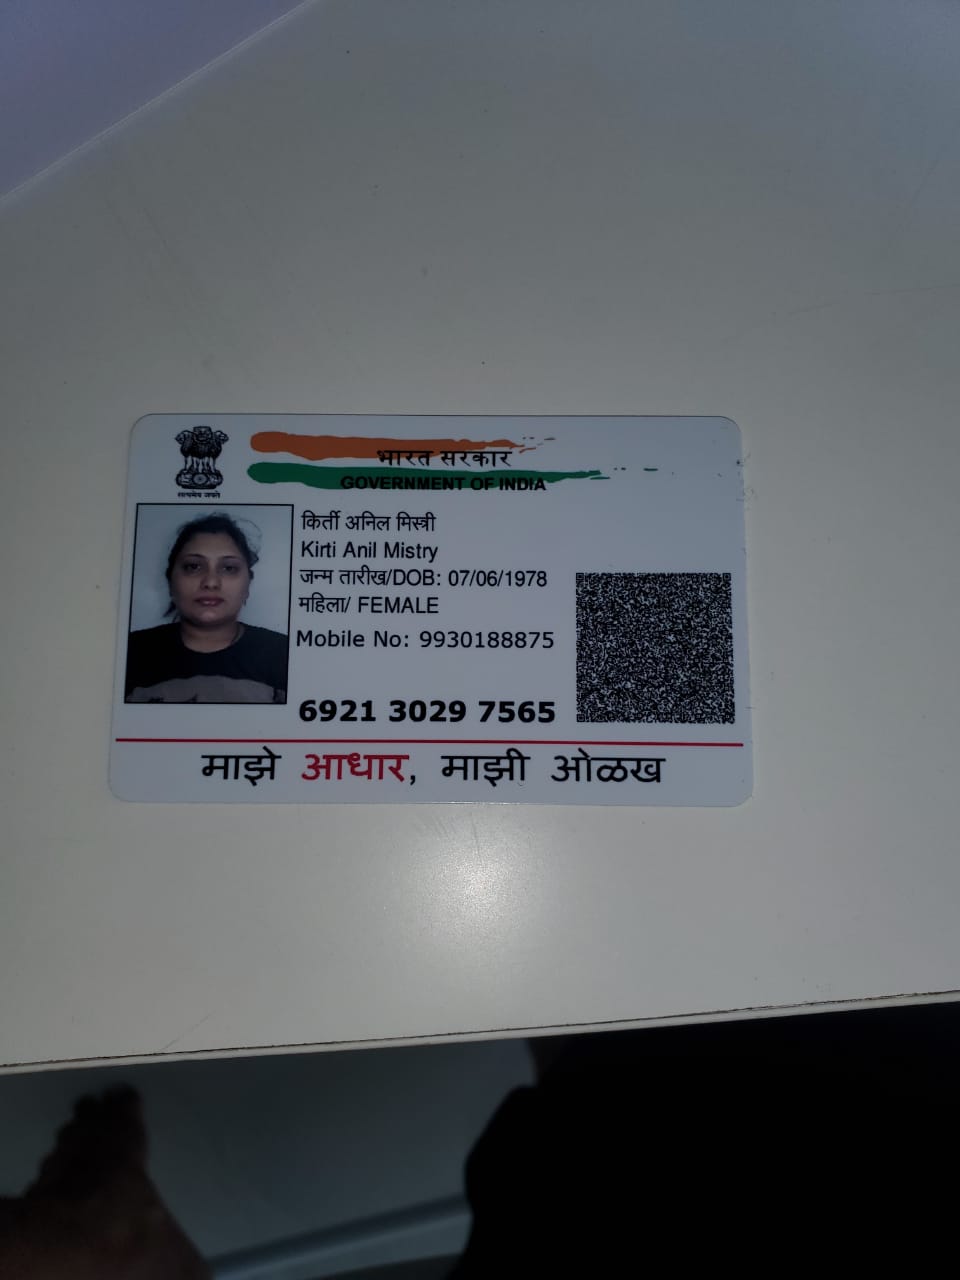 भारत सरकार
GOVERNMENT OF INDIA
सत्यमेव जयते
किर्ती अनिल मिस्त्री
Kirti Anil Mistry
जन्म तारीख/DOB: 07/06/1978
महिला/ FEMALE
Mobile No: 9930188875
6921 3029 7565
माझे आधार, माझी ओळख